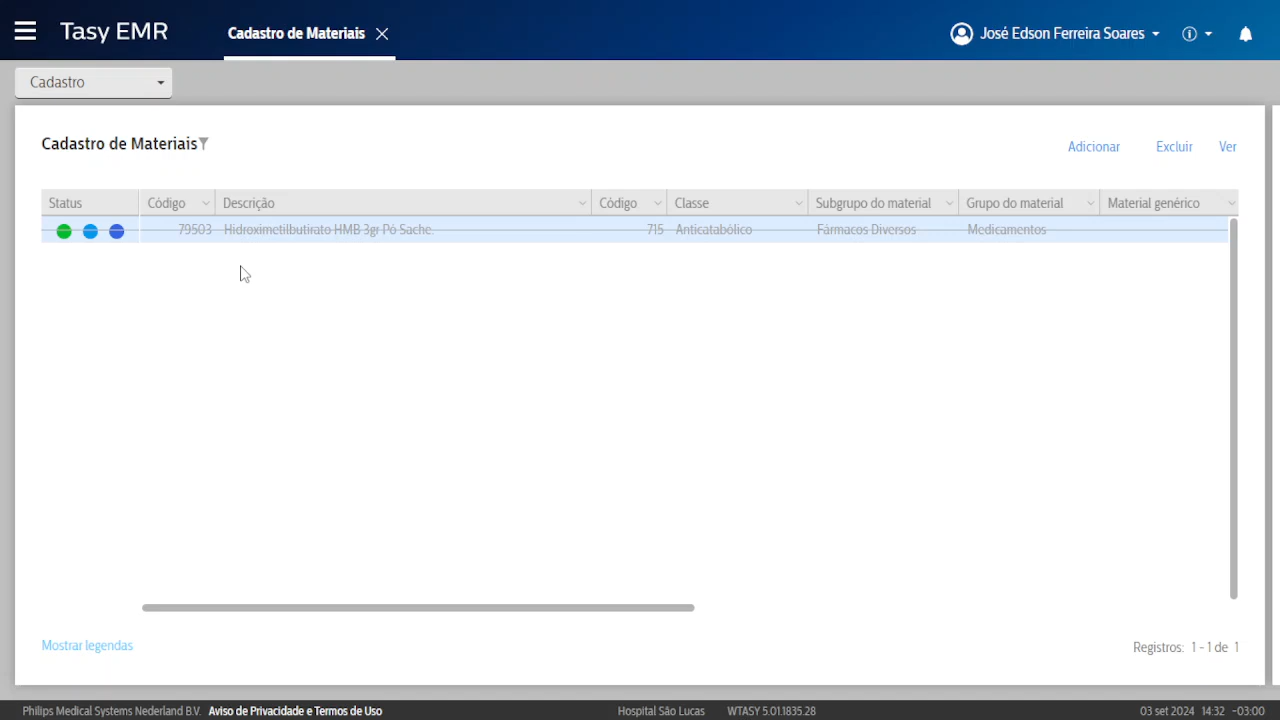 Tasy EMR
Cadastro de Materiais
José Edson Ferreira Soares
Cadastro
Cadastro de Materiais
Adicionar Excluir Ver
Status Código Descrição Código Classe Subgrupo do material Grupo do material Material genérico
79503 Hidroximetilbutirato HMB 3gr Pó Sache. 715 Anticatabólico Fármacos Diversos Medicamentos
Mostrar legendas
Registros: 1 - 1 de 1
Philips Medical Systems Nederland B.V. Aviso de Privacidade e Termos de Uso Hospital São Lucas WTASY 5.01.1835.28 03 set 2024 14:32 -03:00